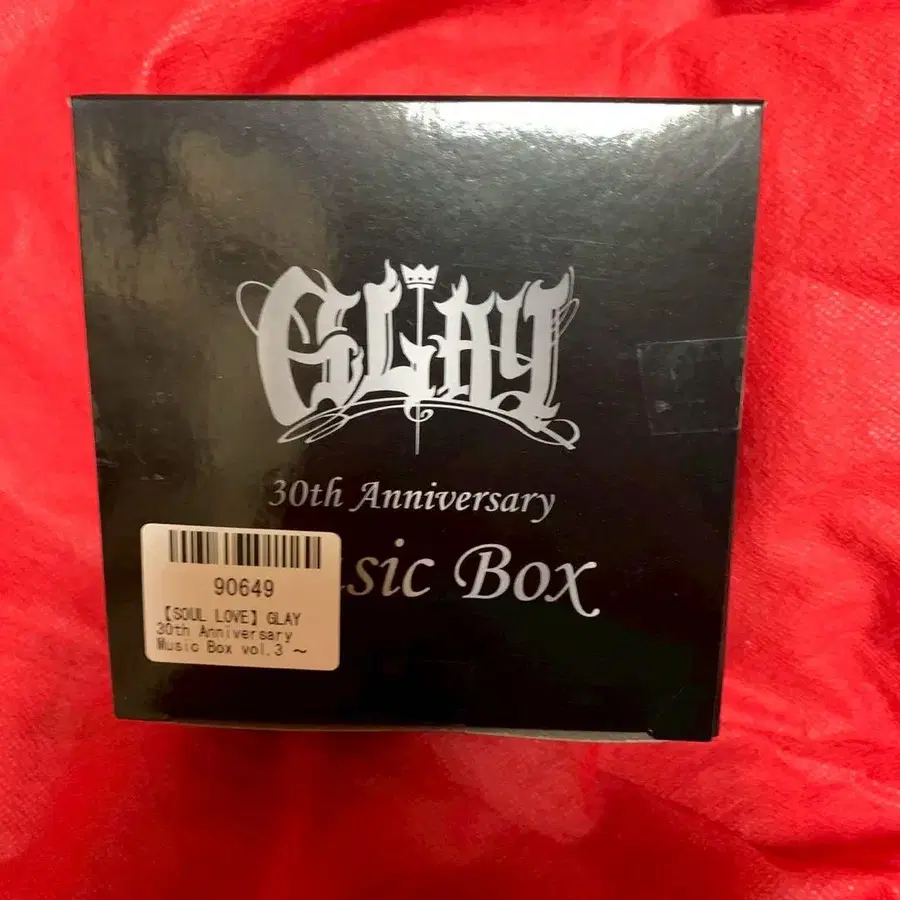 GLAY
30th Anniversary
sic Box
90649
【SOUL LOVE】GLAY
30th Anniversary
Music Box vol.3 ～